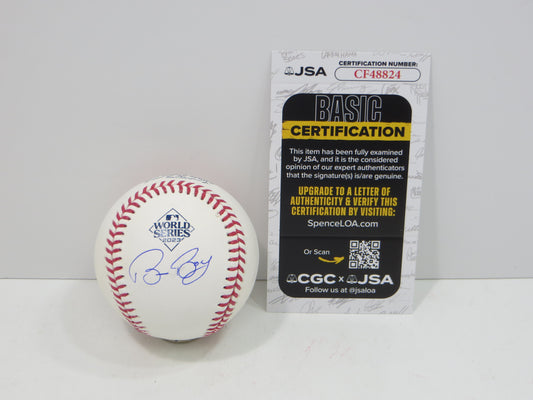 WORLD
SERIES
2023
JSA
CERTIFICATION NUMBER:
CF48824
BASIC
CERTIFICATION
This item has been fully examined
by JSA, and it is the considered
opinion of our expert authenticators
that the signature(s) is/are genuine.
UPGRADE TO A LETTER OF
AUTHENTICITY & VERIFY THIS
CERTIFICATION BY VISITING:
SpenceLOA.com
Or Scan
CGC × JSA
Follow us at @jsaloa